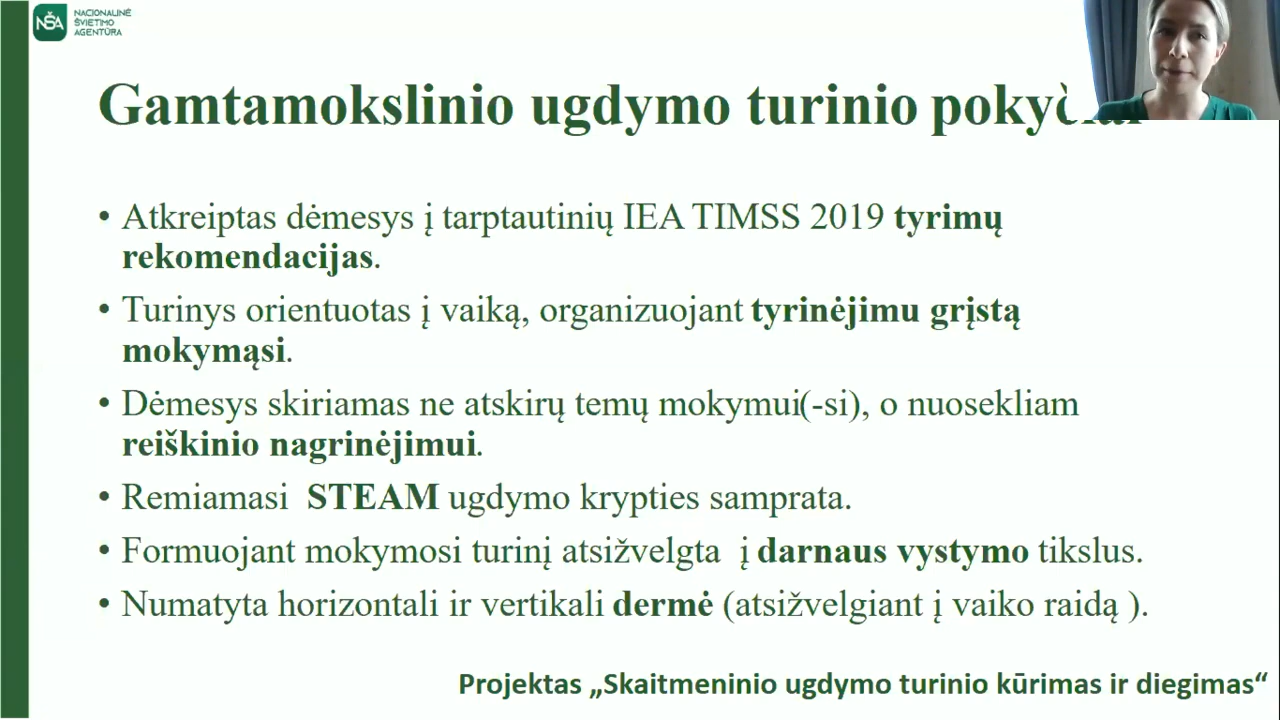 NŠA
NACIONALINĖ
ŠVIETIMO
AGENTŪRA
Gamtamokslinio ugdymo turinio
• Atkreiptas dėmesys į tarptautinių IEA TIMSS 2019 tyrimų
rekomendacijas.
• Turinys orientuotas į vaiką, organizuojant tyrinėjimu grįstą
mokymąsi.
• Dėmesys skiriamas ne atskirų temų mokymui(-si), o nuosekliam
reiškinio nagrinėjimui.
• Remiamasi STEAM ugdymo krypties samprata.
• Formuojant mokymosi turinį atsižvelgta į darnaus vystymo tikslus.
• Numatyta horizontali ir vertikali dermė (atsižvelgiant į vaiko raidą ).
Projektas „Skaitmeninio ugdymo turinio kūrimas ir diegimas“